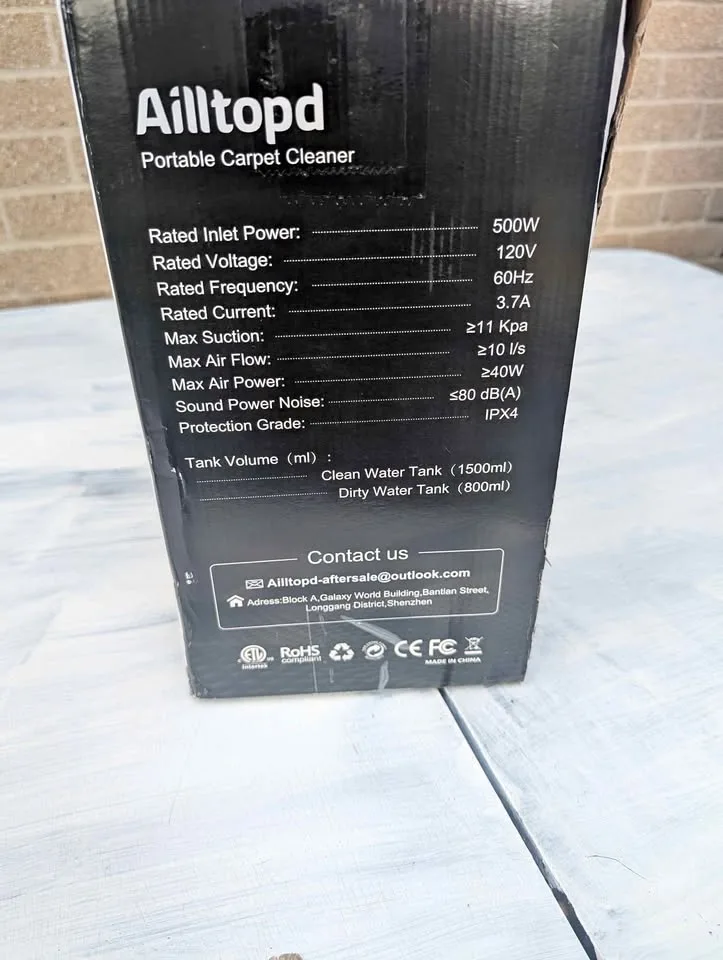 Ailltopd
Portable Carpet Cleaner
Rated Inlet Power: 500W
Rated Voltage: 120V
Rated Frequency: 60Hz
Rated Current: 3.7A
Max Suction: ≥11 Kpa
Max Air Flow: ≥10 l/s
Max Air Power: ≥40W
Sound Power Noise: ≤80 dB(A)
Protection Grade: IPX4
Tank Volume（ml）:
Clean Water Tank（1500ml）
Dirty Water Tank（800ml）
Contact us
Ailltopd-aftersale@outlook.com
Adress:Block A,Galaxy World Building,Bantian Street,
Longgang District,Shenzhen
ETL RoHS CE FC
Intertek compliant MADE IN CHINA